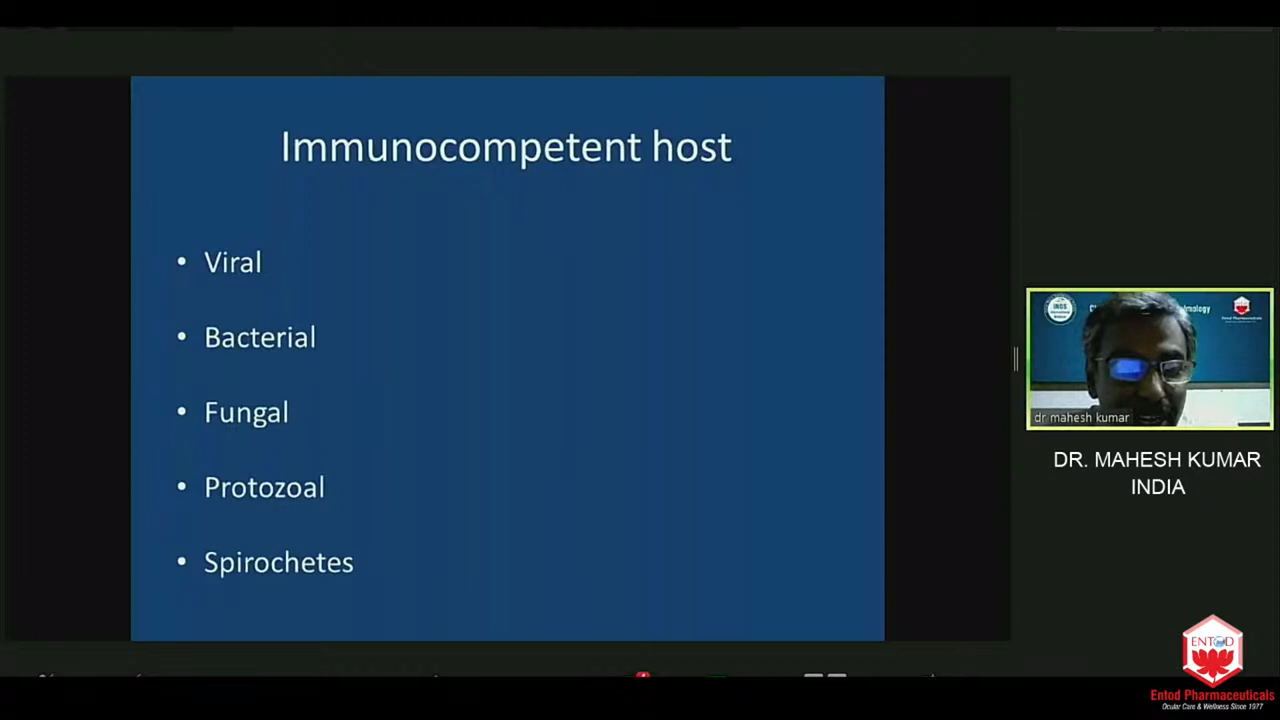 Immunocompetent host
• Viral
• Bacterial
• Fungal
• Protozoal
• Spirochetes
INOS
dr mahesh kumar
DR. MAHESH KUMAR
INDIA
ENTOD
Entod Pharmaceuticals
Ocular Care & Wellness Since 1977